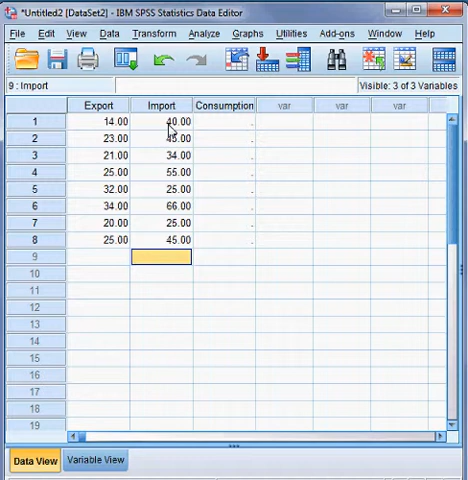 *Untitled2 [DataSet2] - IBM SPSS Statistics Data Editor
File Edit View Data Transform Analyze Graphs Utilities Add-ons Window Help
9 : Import Visible: 3 of 3 Variables
Export Import Consumption var var var
1 14.00 40.00 .
2 23.00 45.00 .
3 21.00 34.00 .
4 25.00 55.00 .
5 32.00 25.00 .
6 34.00 66.00 .
7 20.00 25.00 .
8 25.00 45.00 .
9
10
11
12
13
14
15
16
17
18
19
Data View Variable View